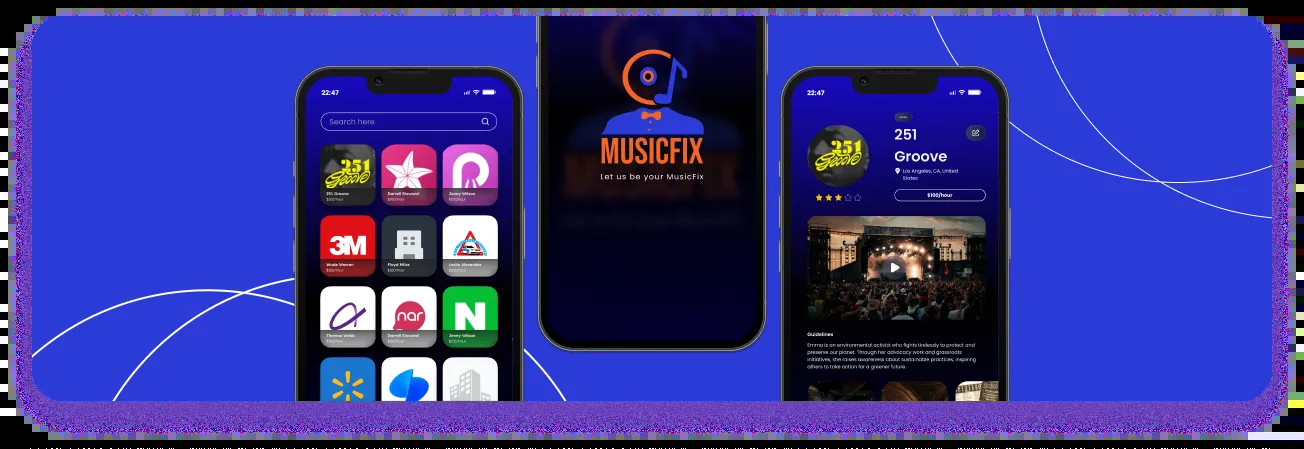 22:47
Search here
251
Groove
251 Groove
$100/hour
Darrell Steward
$100/hour
Jenny Wilson
$100/hour
3M
Wade Warren
$100/hour
Floyd Miles
$100/hour
Leslie Alexander
$100/hour
Theresa Webb
$100/hour
nar
Darrell Steward
$100/hour
N
Jenny Wilson
$100/hour
MUSICFIX
Let us be your MusicFix
22:47
251
Groove
251
Groove
Los Angeles, CA, United
States
$100/hour
Guidelines
Emma is an environmental activist who fights tirelessly to protect and
preserve our planet. Through her advocacy work and grassroots
initiatives, she raises awareness about sustainable practices, inspiring
others to take action for a greener future.